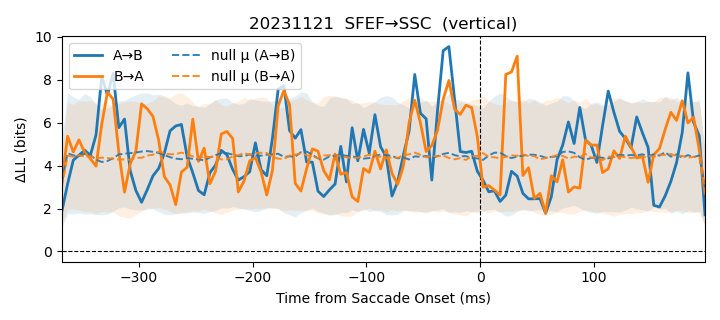 20231121  SFEF→SSC  (vertical)
A→B
B→A
null μ (A→B)
null μ (B→A)
ΔLL (bits)
10
8
6
4
2
0
−300
−200
−100
0
100
Time from Saccade Onset (ms)